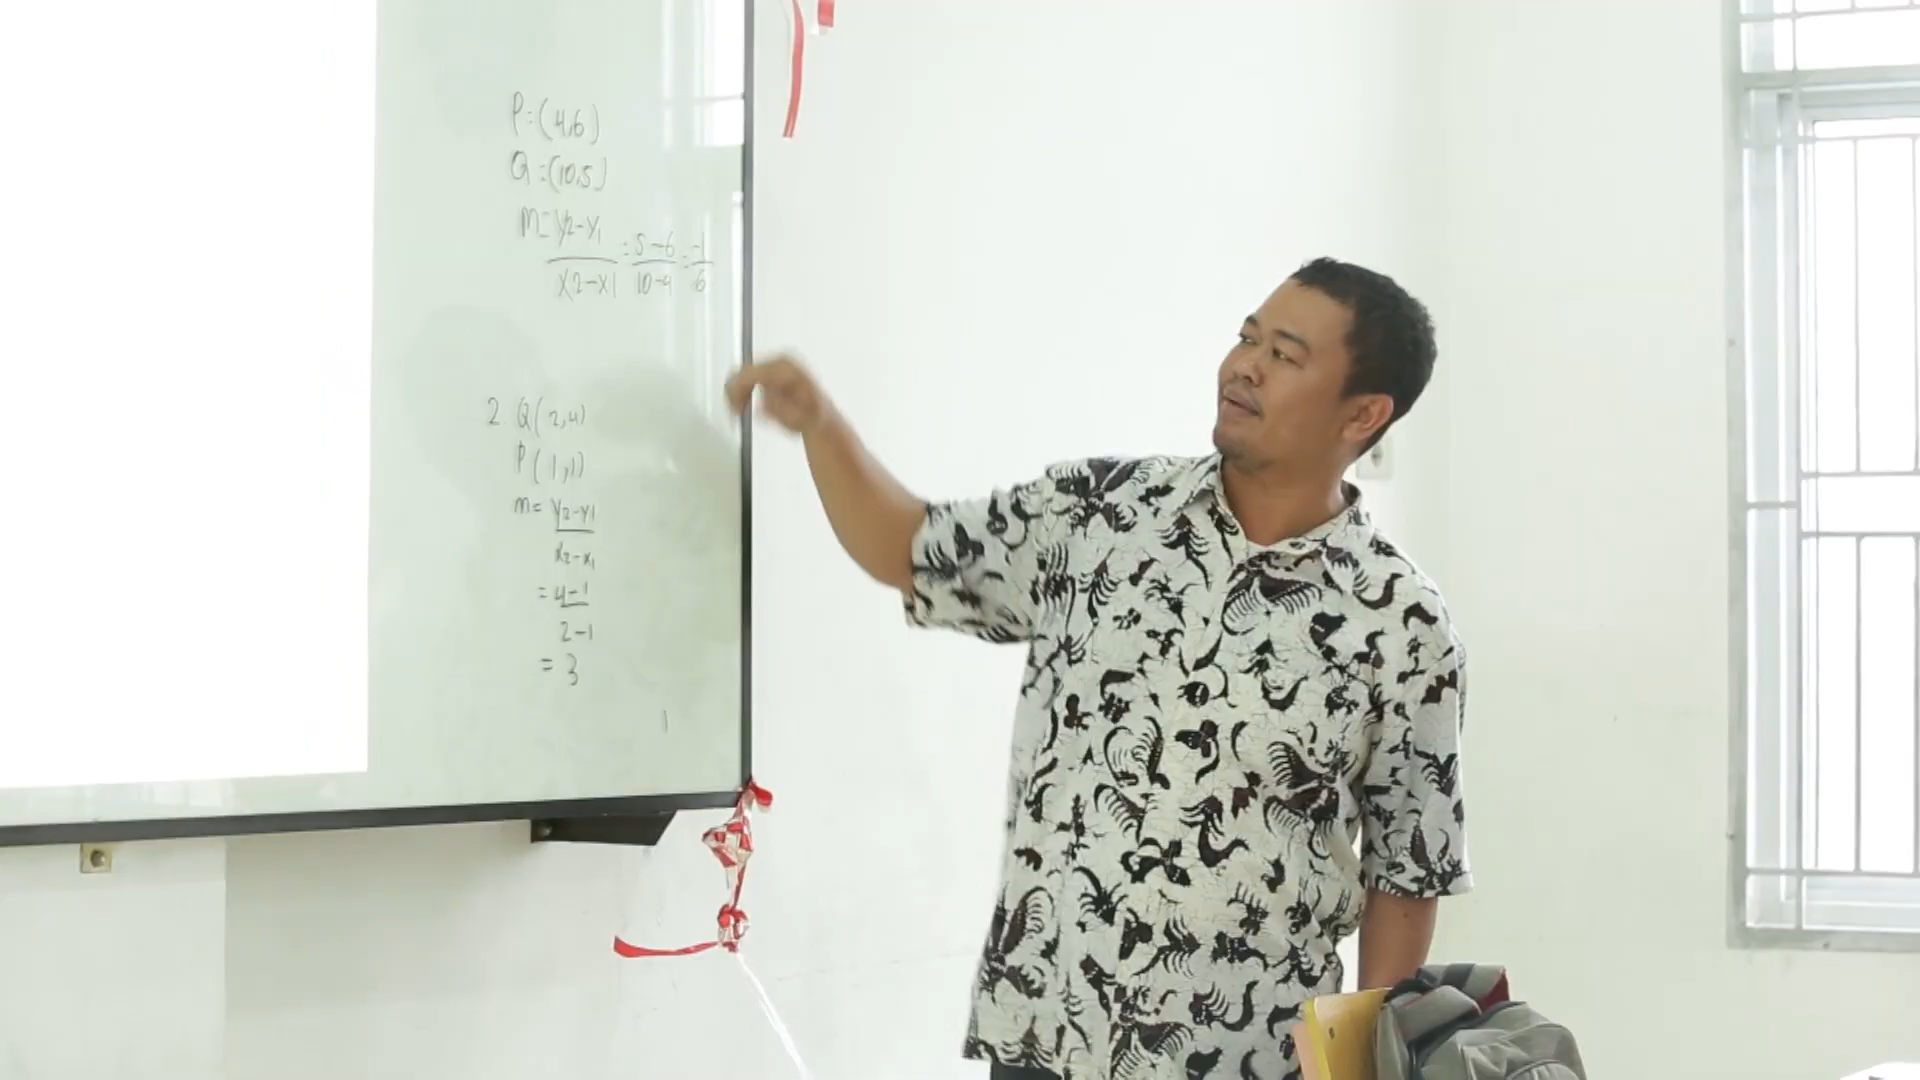 P=(4,6)
Q=(10,5)
m=y2-y1/x2-x1 = 5-6/10-4 = -1/6
2 Q(2,4)
P(1,1)
m= y2-y1
x2-x1
= 4-1
2-1
= 3
1